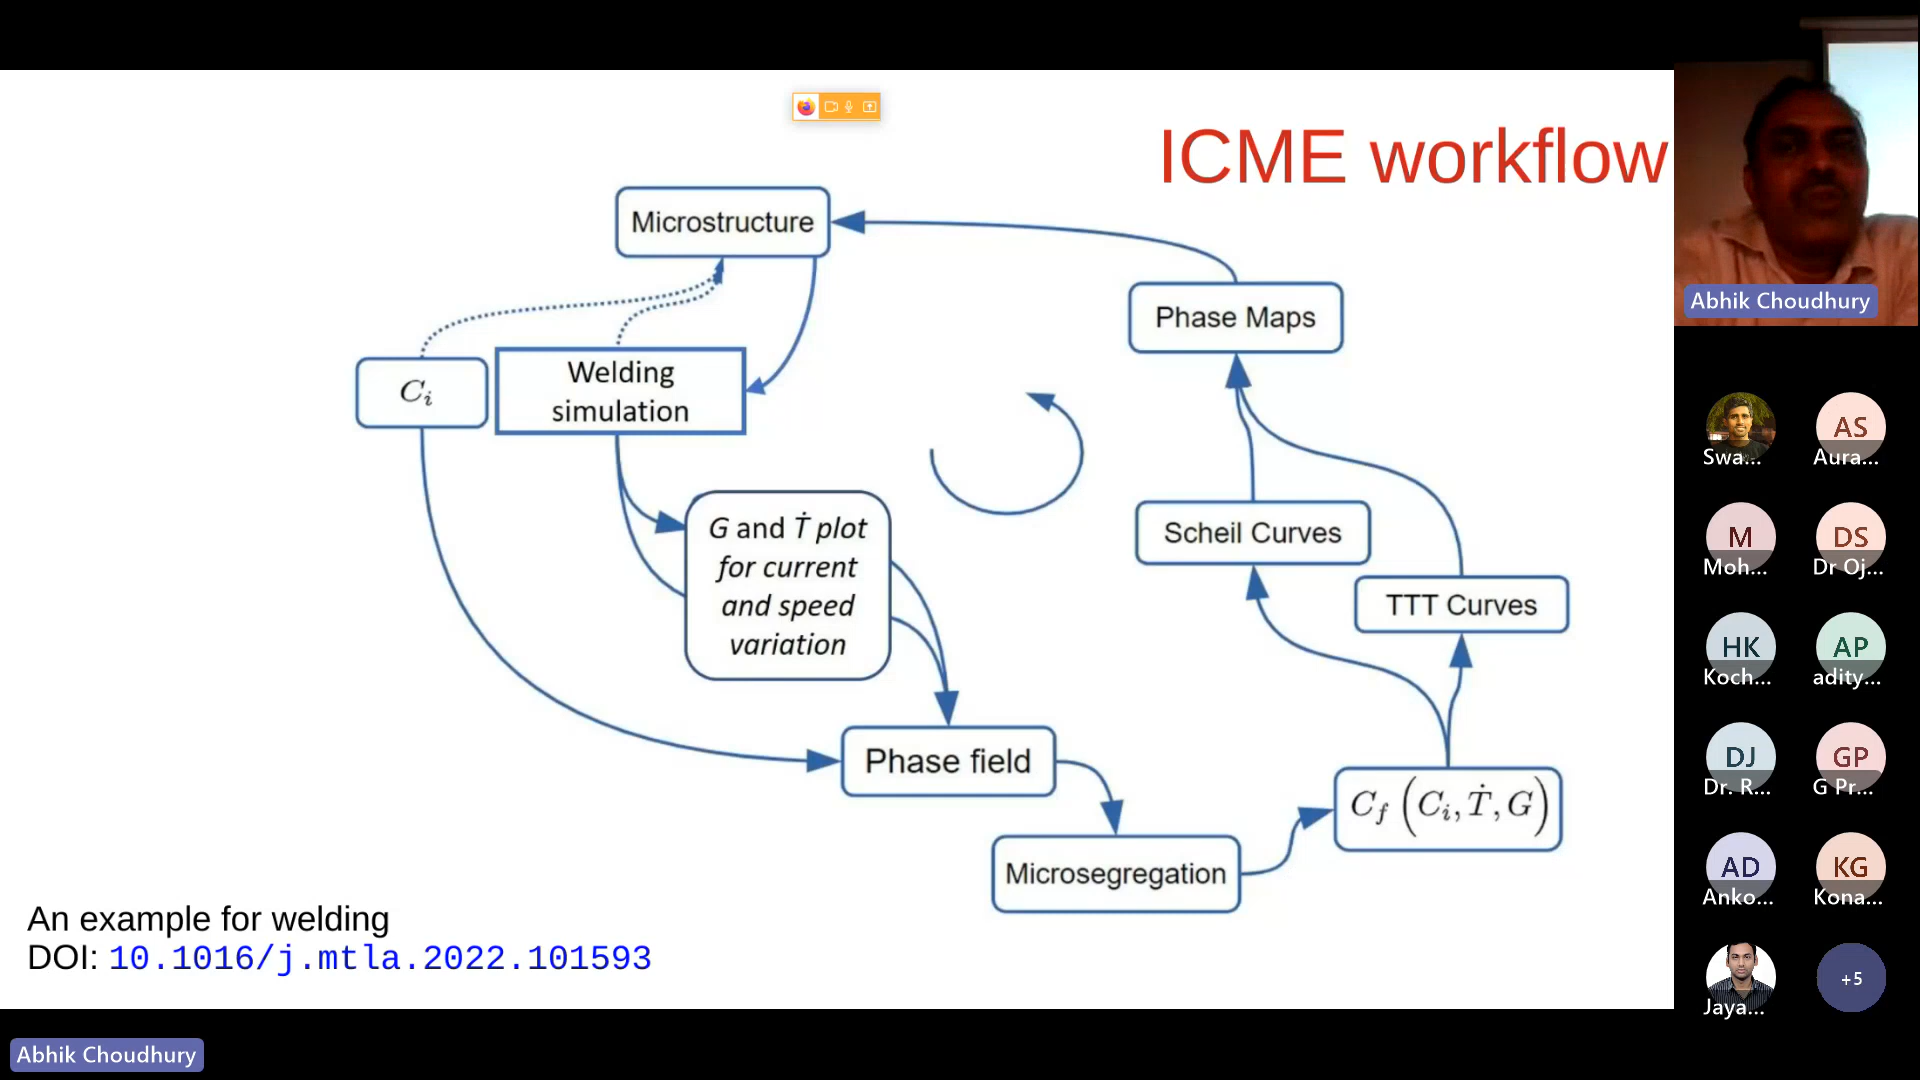 ICME workflow
Microstructure
Phase Maps
Abhik Choudhury
C_i
Welding
simulation
G and Ṫ plot
for current
and speed
variation
Scheil Curves
TTT Curves
Phase field
C_f (C_i, Ṫ, G)
Microsegregation
An example for welding
DOI: 10.1016/j.mtla.2022.101593
Abhik Choudhury
Swa...
AS
Aura...
M
Moh...
DS
Dr Oj...
HK
Koch...
AP
adity...
DJ
Dr. R...
GP
G Pr...
AD
Anko...
KG
Kona...
Jaya...
+5